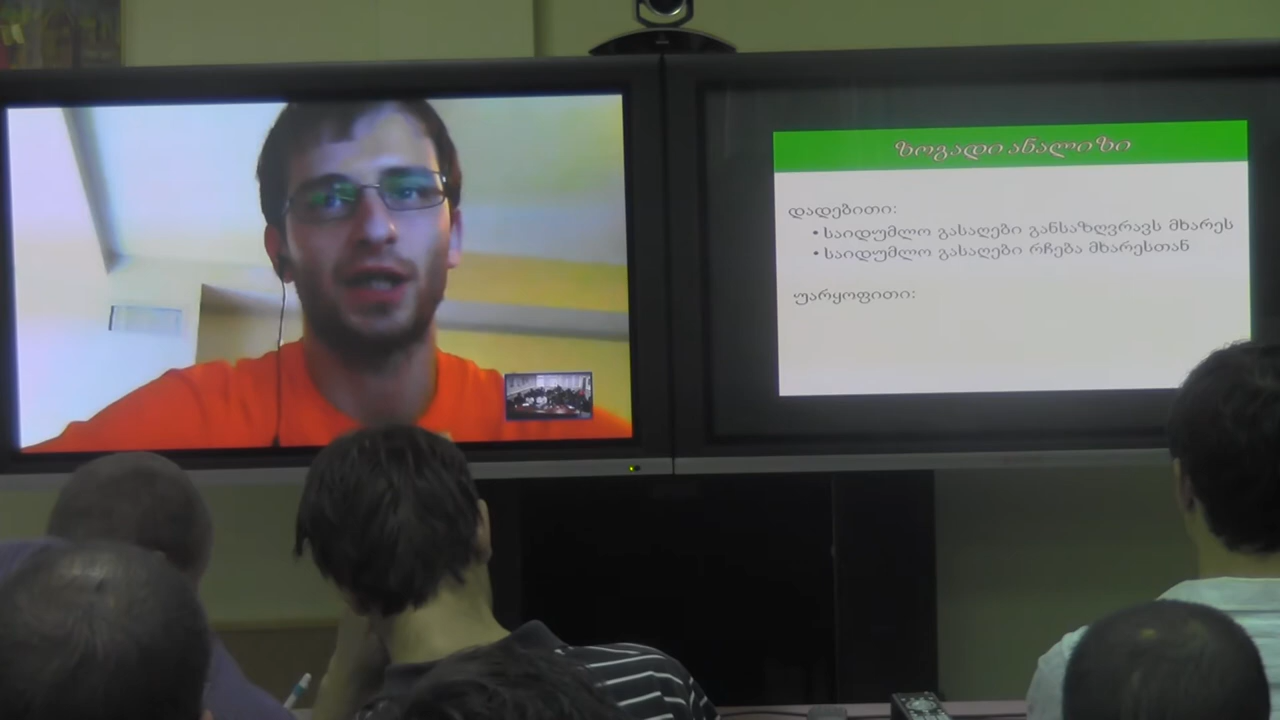 ზოგადი ანალიზი
დადებითი:
• საიდუმლო გასაღები განსაზღვრავს მხარეს
• საიდუმლო გასაღები რჩება მხარესთან
უარყოფითი: